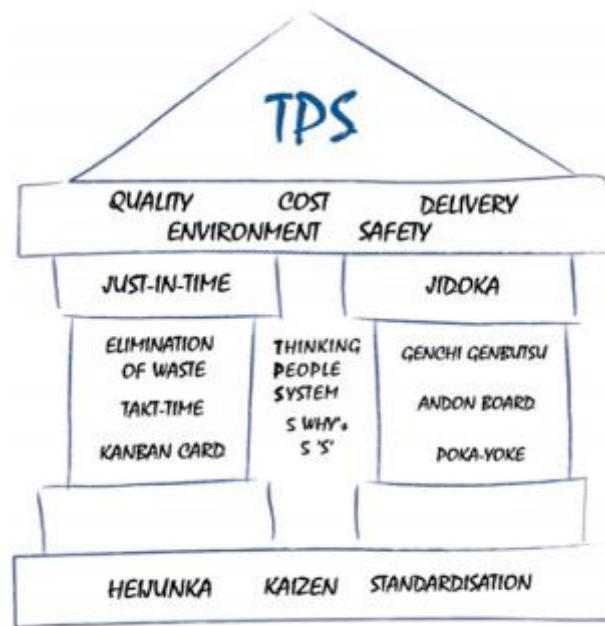 TPS
QUALITY COST DELIVERY
ENVIRONMENT SAFETY
JUST-IN-TIME
JIDOKA
ELIMINATION
OF WASTE
TAKT-TIME
KANBAN CARD
THINKING
PEOPLE
SYSTEM
5 WHY+
5 'S'
GENCHI GENBUTSU
ANDON BOARD
POKA-YOKE
HEIJUNKA KAIZEN STANDARDISATION